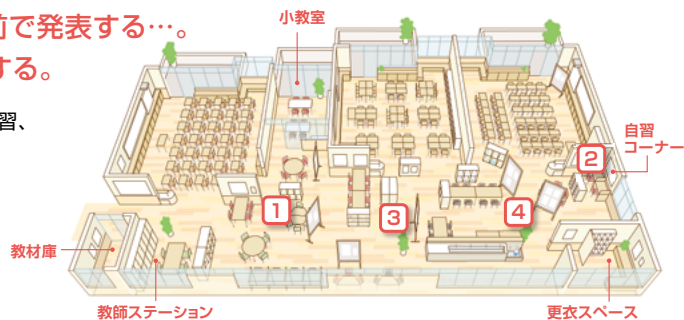 前で発表する…。
する。
習、
小教室
自習
コーナー
1
2
3
4
教材庫
教師ステーション
更衣スペース